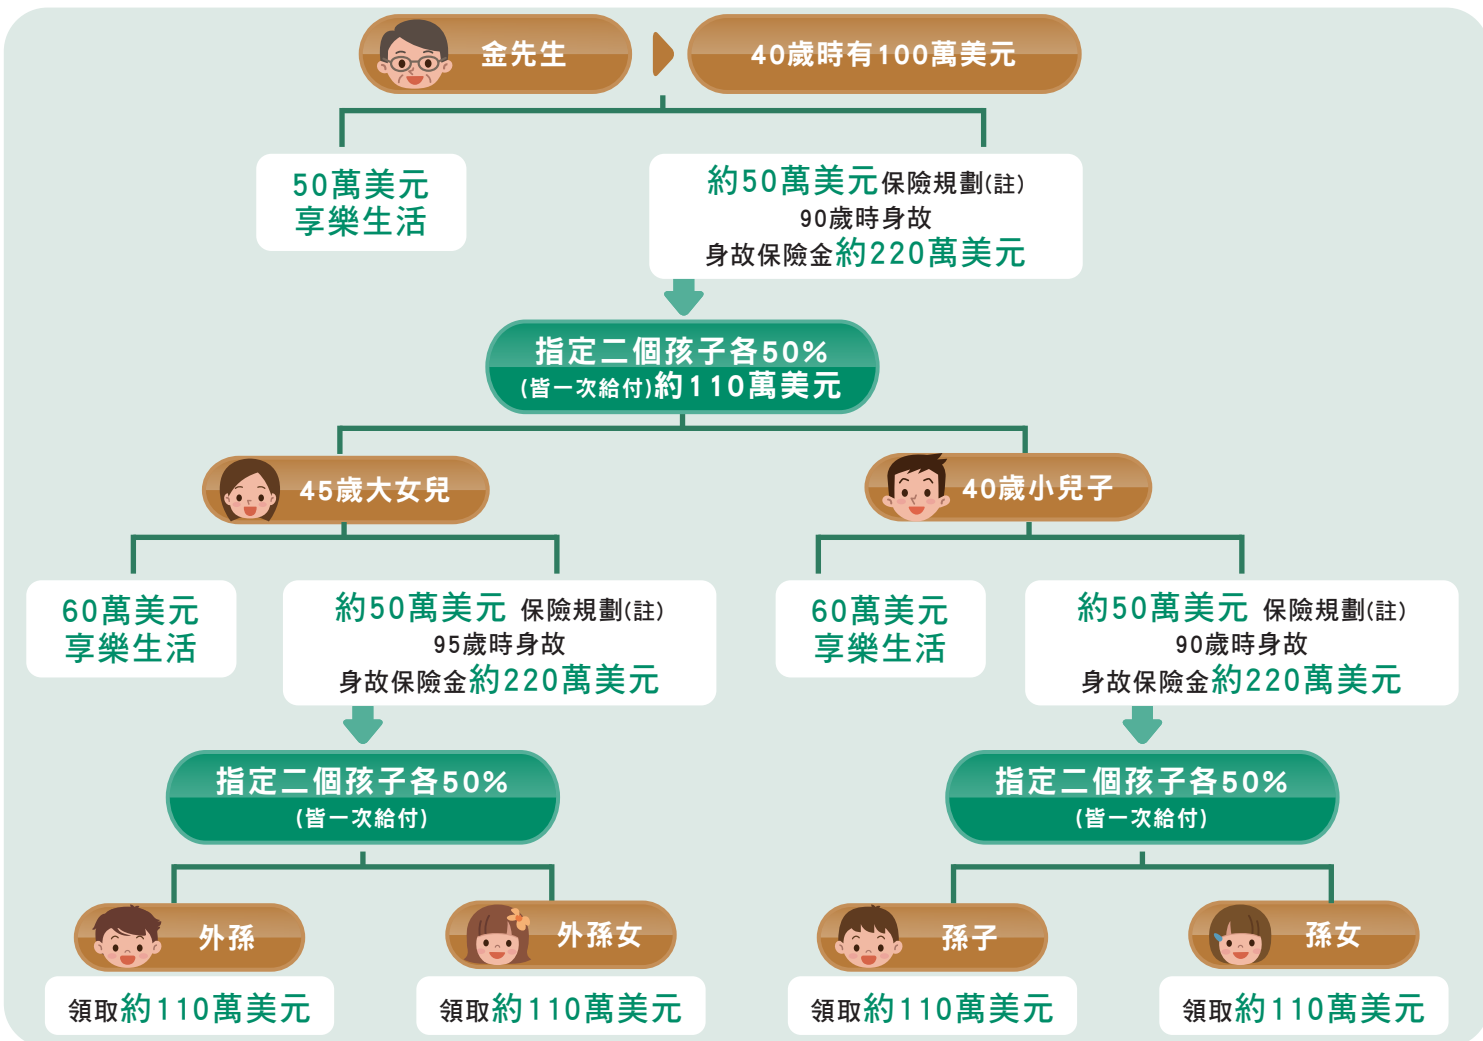 金先生
40歲時有100萬美元
50萬美元
享樂生活
約50萬美元保險規劃(註)
90歲時身故
身故保險金約220萬美元
指定二個孩子各50%
(皆一次給付)約110萬美元
45歲大女兒
40歲小兒子
60萬美元
享樂生活
約50萬美元 保險規劃(註)
95歲時身故
身故保險金約220萬美元
60萬美元
享樂生活
約50萬美元 保險規劃(註)
90歲時身故
身故保險金約220萬美元
指定二個孩子各50%
(皆一次給付)
指定二個孩子各50%
(皆一次給付)
外孫
外孫女
孫子
孫女
領取約110萬美元
領取約110萬美元
領取約110萬美元
領取約110萬美元